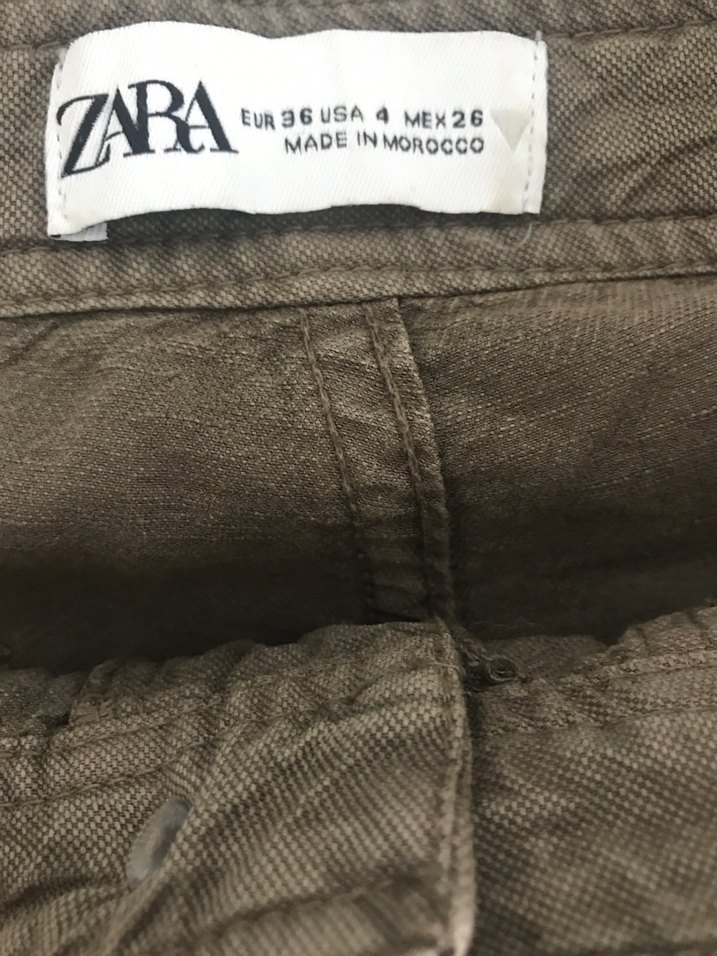 ZARA
EUR 36 USA 4 MEX 26
MADE IN MOROCCO